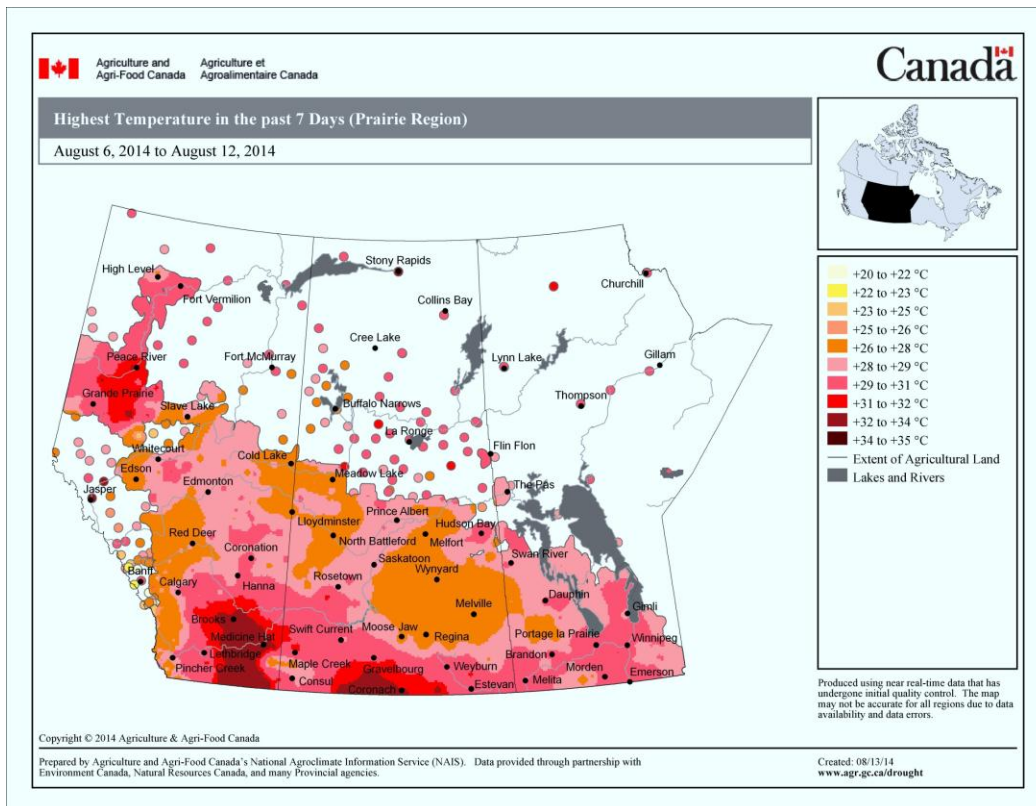 Agriculture and
Agri-Food Canada
Agriculture et
Agroalimentaire Canada
Canada
Highest Temperature in the past 7 Days (Prairie Region)
August 6, 2014 to August 12, 2014
High Level
Fort Vermilion
Stony Rapids
Churchill
Collins Bay
Cree Lake
Peace River
Fort McMurray
Lynn Lake
Gillam
Grande Prairie
Slave Lake
Buffalo Narrows
Thompson
La Ronge
Whitecourt
Flin Flon
Cold Lake
Edson
Meadow Lake
Jasper
Edmonton
The Pas
Lloydminster
Prince Albert
Hudson Bay
Red Deer
North Battleford
Melfort
Coronation
Saskatoon
Swan River
Banff
Wynyard
Calgary
Hanna
Rosetown
Dauphin
Melville
Gimli
Brooks
Swift Current
Moose Jaw
Regina
Portage la Prairie
Medicine Hat
Winnipeg
Lethbridge
Pincher Creek
Maple Creek
Gravelbourg
Weyburn
Brandon
Morden
Consul
Coronach
Estevan
Melita
Emerson
+20 to +22 °C
+22 to +23 °C
+23 to +25 °C
+25 to +26 °C
+26 to +28 °C
+28 to +29 °C
+29 to +31 °C
+31 to +32 °C
+32 to +34 °C
+34 to +35 °C
Extent of Agricultural Land
Lakes and Rivers
Produced using near real-time data that has
undergone initial quality control. The map
may not be accurate for all regions due to data
availability and data errors.
Copyright © 2014 Agriculture & Agri-Food Canada
Prepared by Agriculture and Agri-Food Canada's National Agroclimate Information Service (NAIS). Data provided through partnership with
Environment Canada, Natural Resources Canada, and many Provincial agencies.
Created: 08/13/14
www.agr.gc.ca/drought